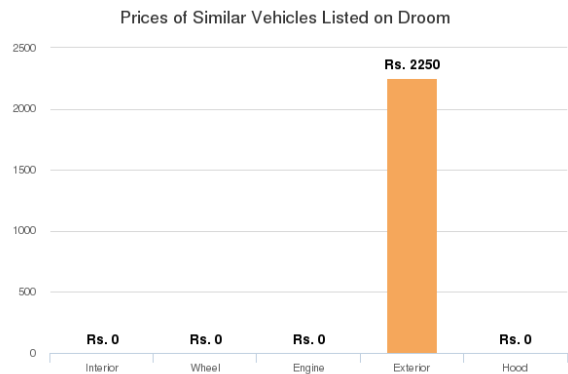 Prices of Similar Vehicles Listed on Droom
2500
2000
1500
1000
500
0
Rs. 0
Rs. 0
Rs. 0
Rs. 2250
Rs. 0
Interior
Wheel
Engine
Exterior
Hood